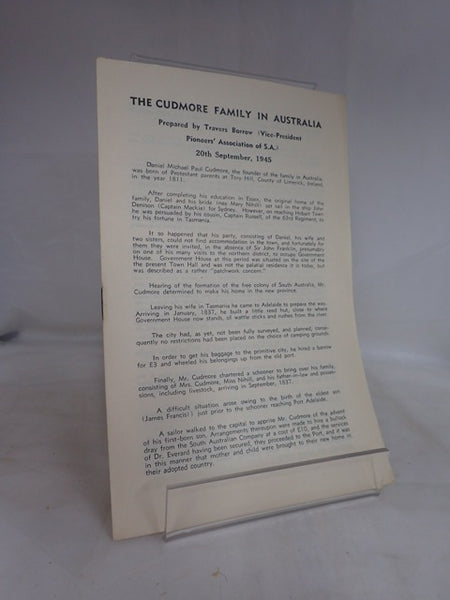 THE CUDMORE FAMILY IN AUSTRALIA
Prepared by Travers Borrow (Vice-President
Pioneers' Association of S.A.)
20th September, 1945
Daniel Michael Paul Cudmore, the founder of the family in Australia,
was born of Protestant parents at Tory Hill, County of Limerick, Ireland,
in the year 1811.
After completing his education in Essex, the original home of the
family, Daniel and his bride (nee Mary Nihill) set sail in the ship John
Denison (Captain Mackie) for Sydney. However, on reaching Hobart Town
he was persuaded by his cousin, Captain Russell, of the 63rd Regiment, to
try his fortune in Tasmania.
It so happened that his party, consisting of Daniel, his wife and
two sisters, could not find accommodation in the town, and fortunately for
them they were invited, in the absence of Sir John Franklin, presumably
on one of his many visits to the northern district, to occupy Government
House. Government House at this period was situated on the site of
the present Town Hall and was not the palatial residence it is today, but
was described as a rather "patchwork concern."
Hearing of the formation of the free colony of South Australia, Mr.
Cudmore determined to make his home in the new province.
Leaving his wife in Tasmania he came to Adelaide to prepare the way.
Arriving in January, 1837, he built a little reed hut, close to where
Government House now stands, of wattle sticks and rushes from the river.
The city had, as yet, not been fully surveyed, and planned, conse-
quently no restrictions had been placed on the choice of camping grounds.
In order to get his baggage to the primitive city, he hired a barrow
for £3 and wheeled his belongings up from the old port.
Finally, Mr. Cudmore chartered a schooner to bring over his family,
consisting of Mrs. Cudmore, Miss Nihill, and his father-in-law and posses-
sions, including livestock, arriving in September, 1837.
A difficult situation arose owing to the birth of the eldest son
(James Francis) just prior to the schooner reaching Port Adelaide.
A sailor walked to the capital to apprise Mr. Cudmore of the advent
of his first-born son. Arrangements thereupon were made to hire a bullock
dray from the South Australian Company at a cost of £10, and the services
of Dr. Everard having been secured, they proceeded to the Port, and it was
in this manner that mother and child were brought to their new home in
their adopted country.